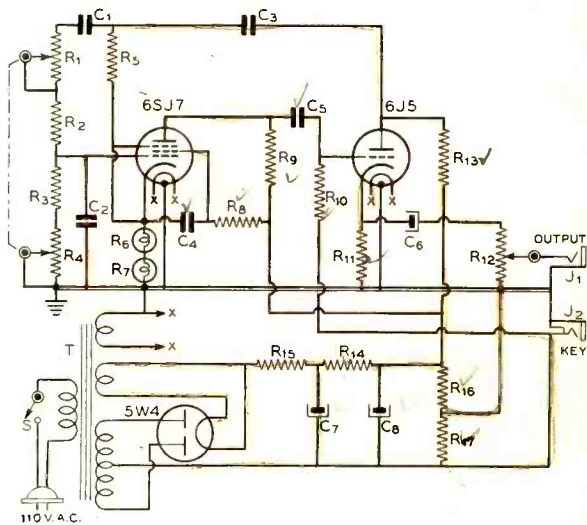 C1
C3
R1
R5
6SJ7
C5
6J5
R2
R9
R13
R3
C2
X X
R8
R10
X X
R4
R6
C4
R11
C6
R12
OUTPUT
R7
J1
J2
KEY
X
T
X
R15
R14
R16
5W4
S
C7
C8
R17
110 V. A.C.